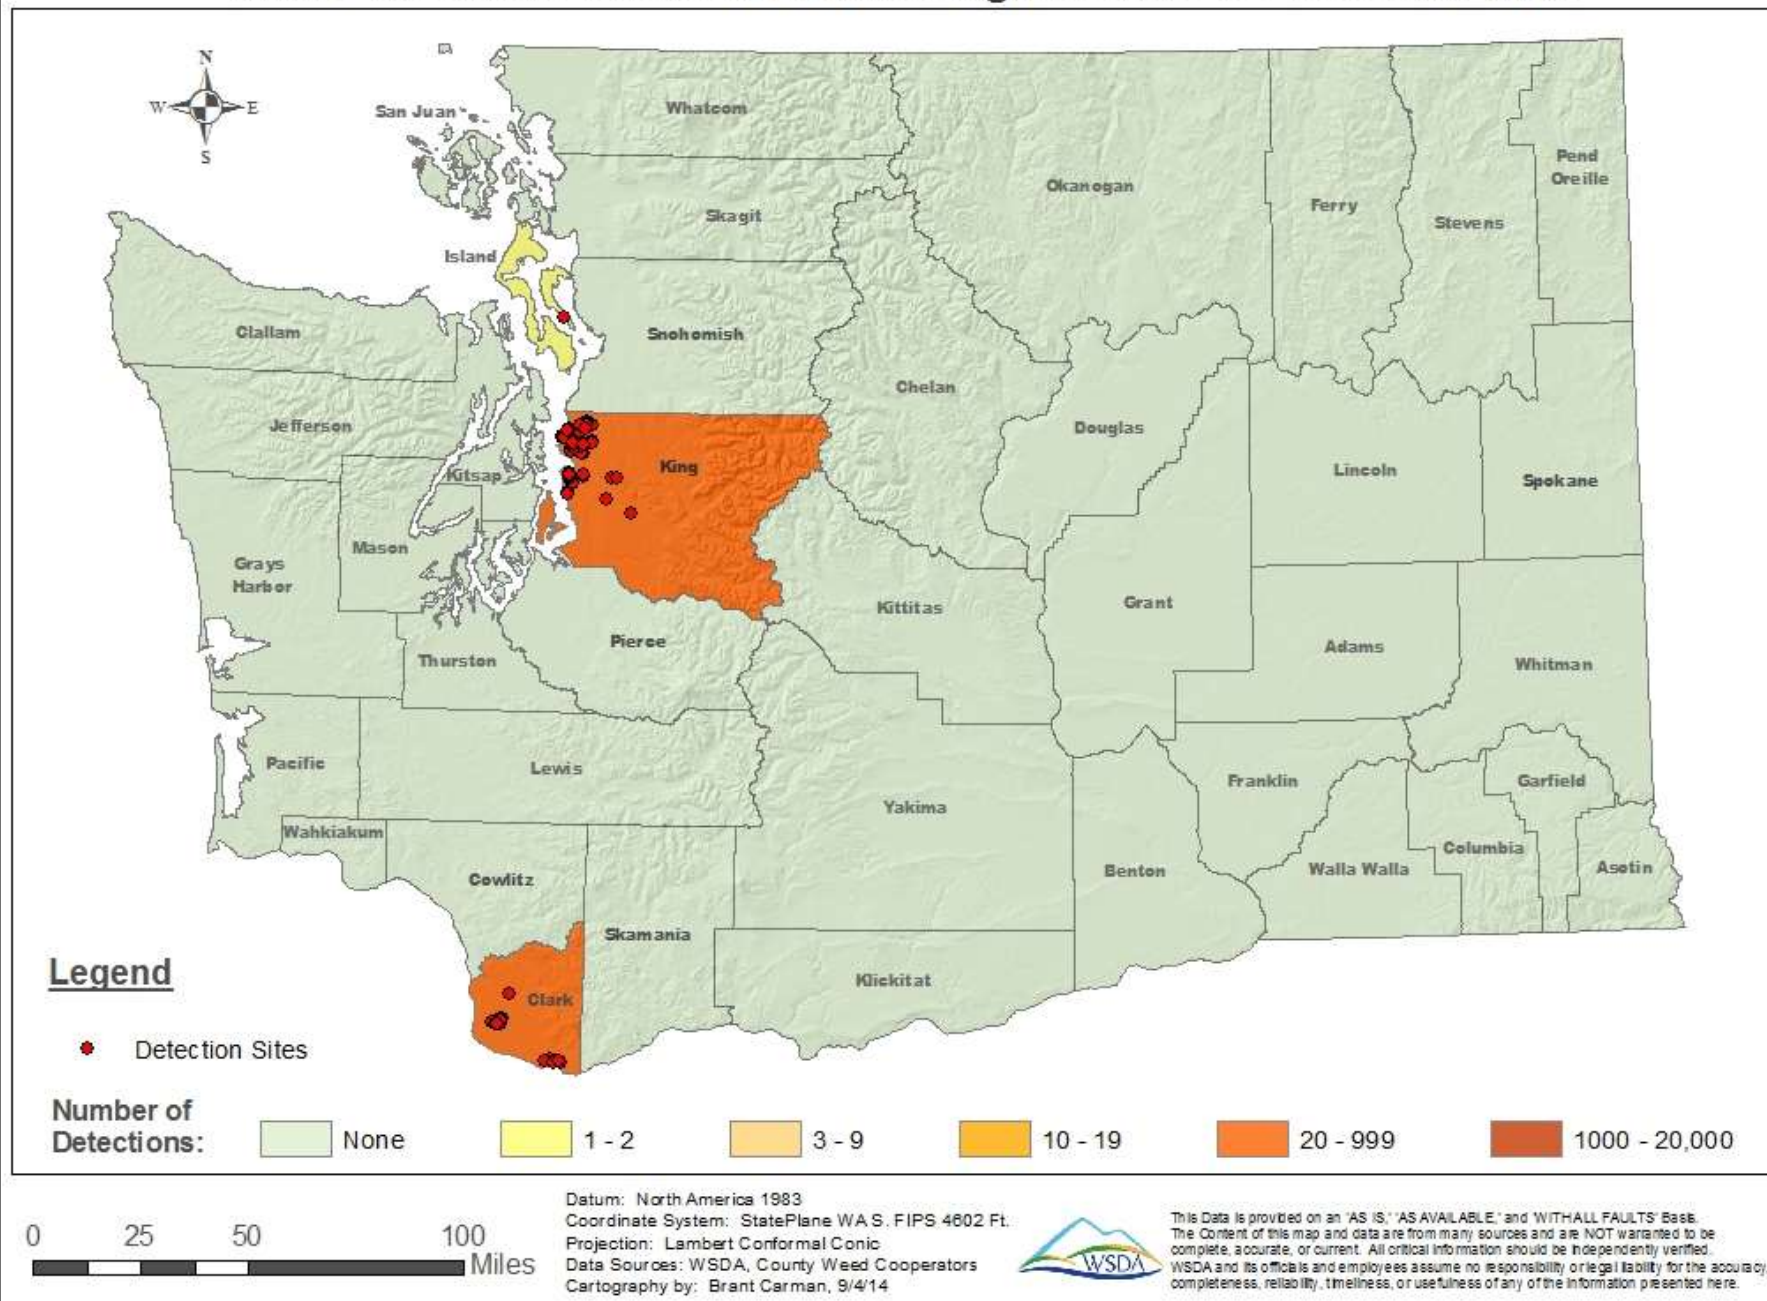 N
W E
S
San Juan
Whatcom
Okanogan
Ferry
Stevens
Pend
Oreille
Skagit
Island
Clallam
Snohomish
Chelan
Douglas
Lincoln
Spokane
Jefferson
Kitsap
King
Mason
Grays
Harbor
Kittitas
Grant
Adams
Whitman
Pierce
Thurston
Pacific
Lewis
Yakima
Franklin
Garfield
Wahkiakum
Cowlitz
Benton
Walla Walla
Columbia
Asotin
Skamania
Klickitat
Clark
Legend
Detection Sites
Number of
Detections:
None
1 - 2
3 - 9
10 - 19
20 - 999
1000 - 20,000
0 25 50 100
Miles
Datum: North America 1983
Coordinate System: StatePlane WA S. FIPS 4602 Ft.
Projection: Lambert Conformal Conic
Data Sources: WSDA, County Weed Cooperators
Cartography by: Brant Carman, 9/4/14
WSDA
This Data is provided on an "AS IS," "AS AVAILABLE," and "WITH ALL FAULTS" Basis.
The Content of this map and data are from many sources and are NOT warranted to be
complete, accurate, or current. All critical information should be independently verified.
WSDA and its officials and employees assume no responsibility or legal liability for the accuracy,
completeness, reliability, timeliness, or usefulness of any of the information presented here.